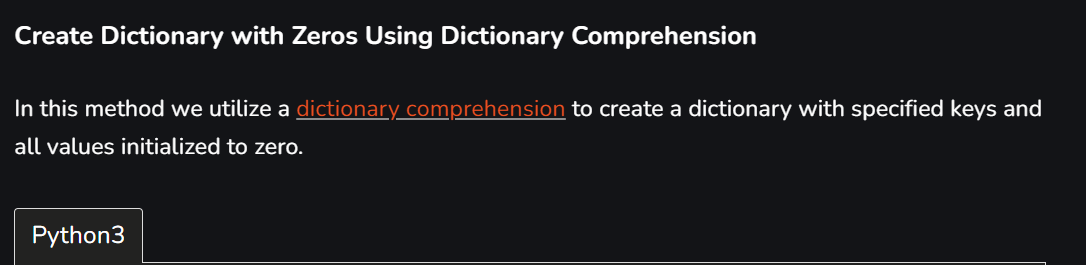 Create Dictionary with Zeros Using Dictionary Comprehension
In this method we utilize a dictionary comprehension to create a dictionary with specified keys and
all values initialized to zero.
Python3